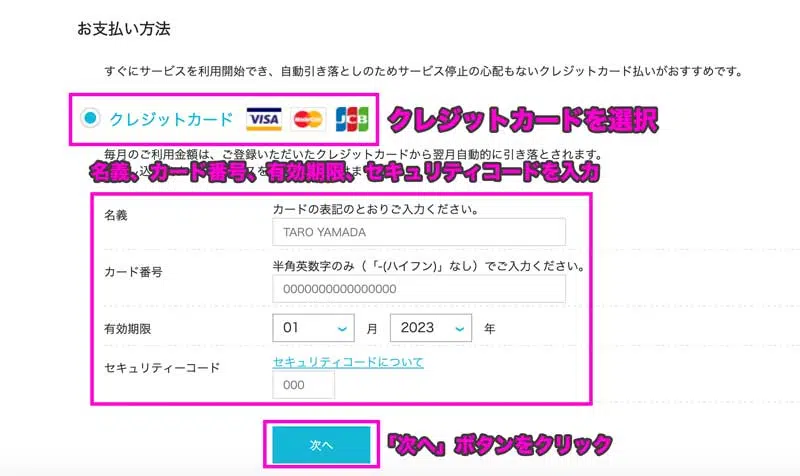 お支払い方法
すぐにサービスを利用開始でき、自動引き落としのためサービス停止の心配もないクレジットカード払いがおすすめです。
クレジットカード VISA MasterCard JCB クレジットカードを選択
毎月のご利用金額は、ご登録いただいたクレジットカードから翌月自動的に引き落とされます。
名義、カード番号、有効期限、セキュリティコードを入力
名義
カードの表記のとおりご入力ください。
TARO YAMADA
カード番号
半角英数字のみ（「-(ハイフン)」なし）でご入力ください。
0000000000000000
有効期限 01 月 2023 年
セキュリティーコード
セキュリティコードについて
000
次へ 「次へ」ボタンをクリック